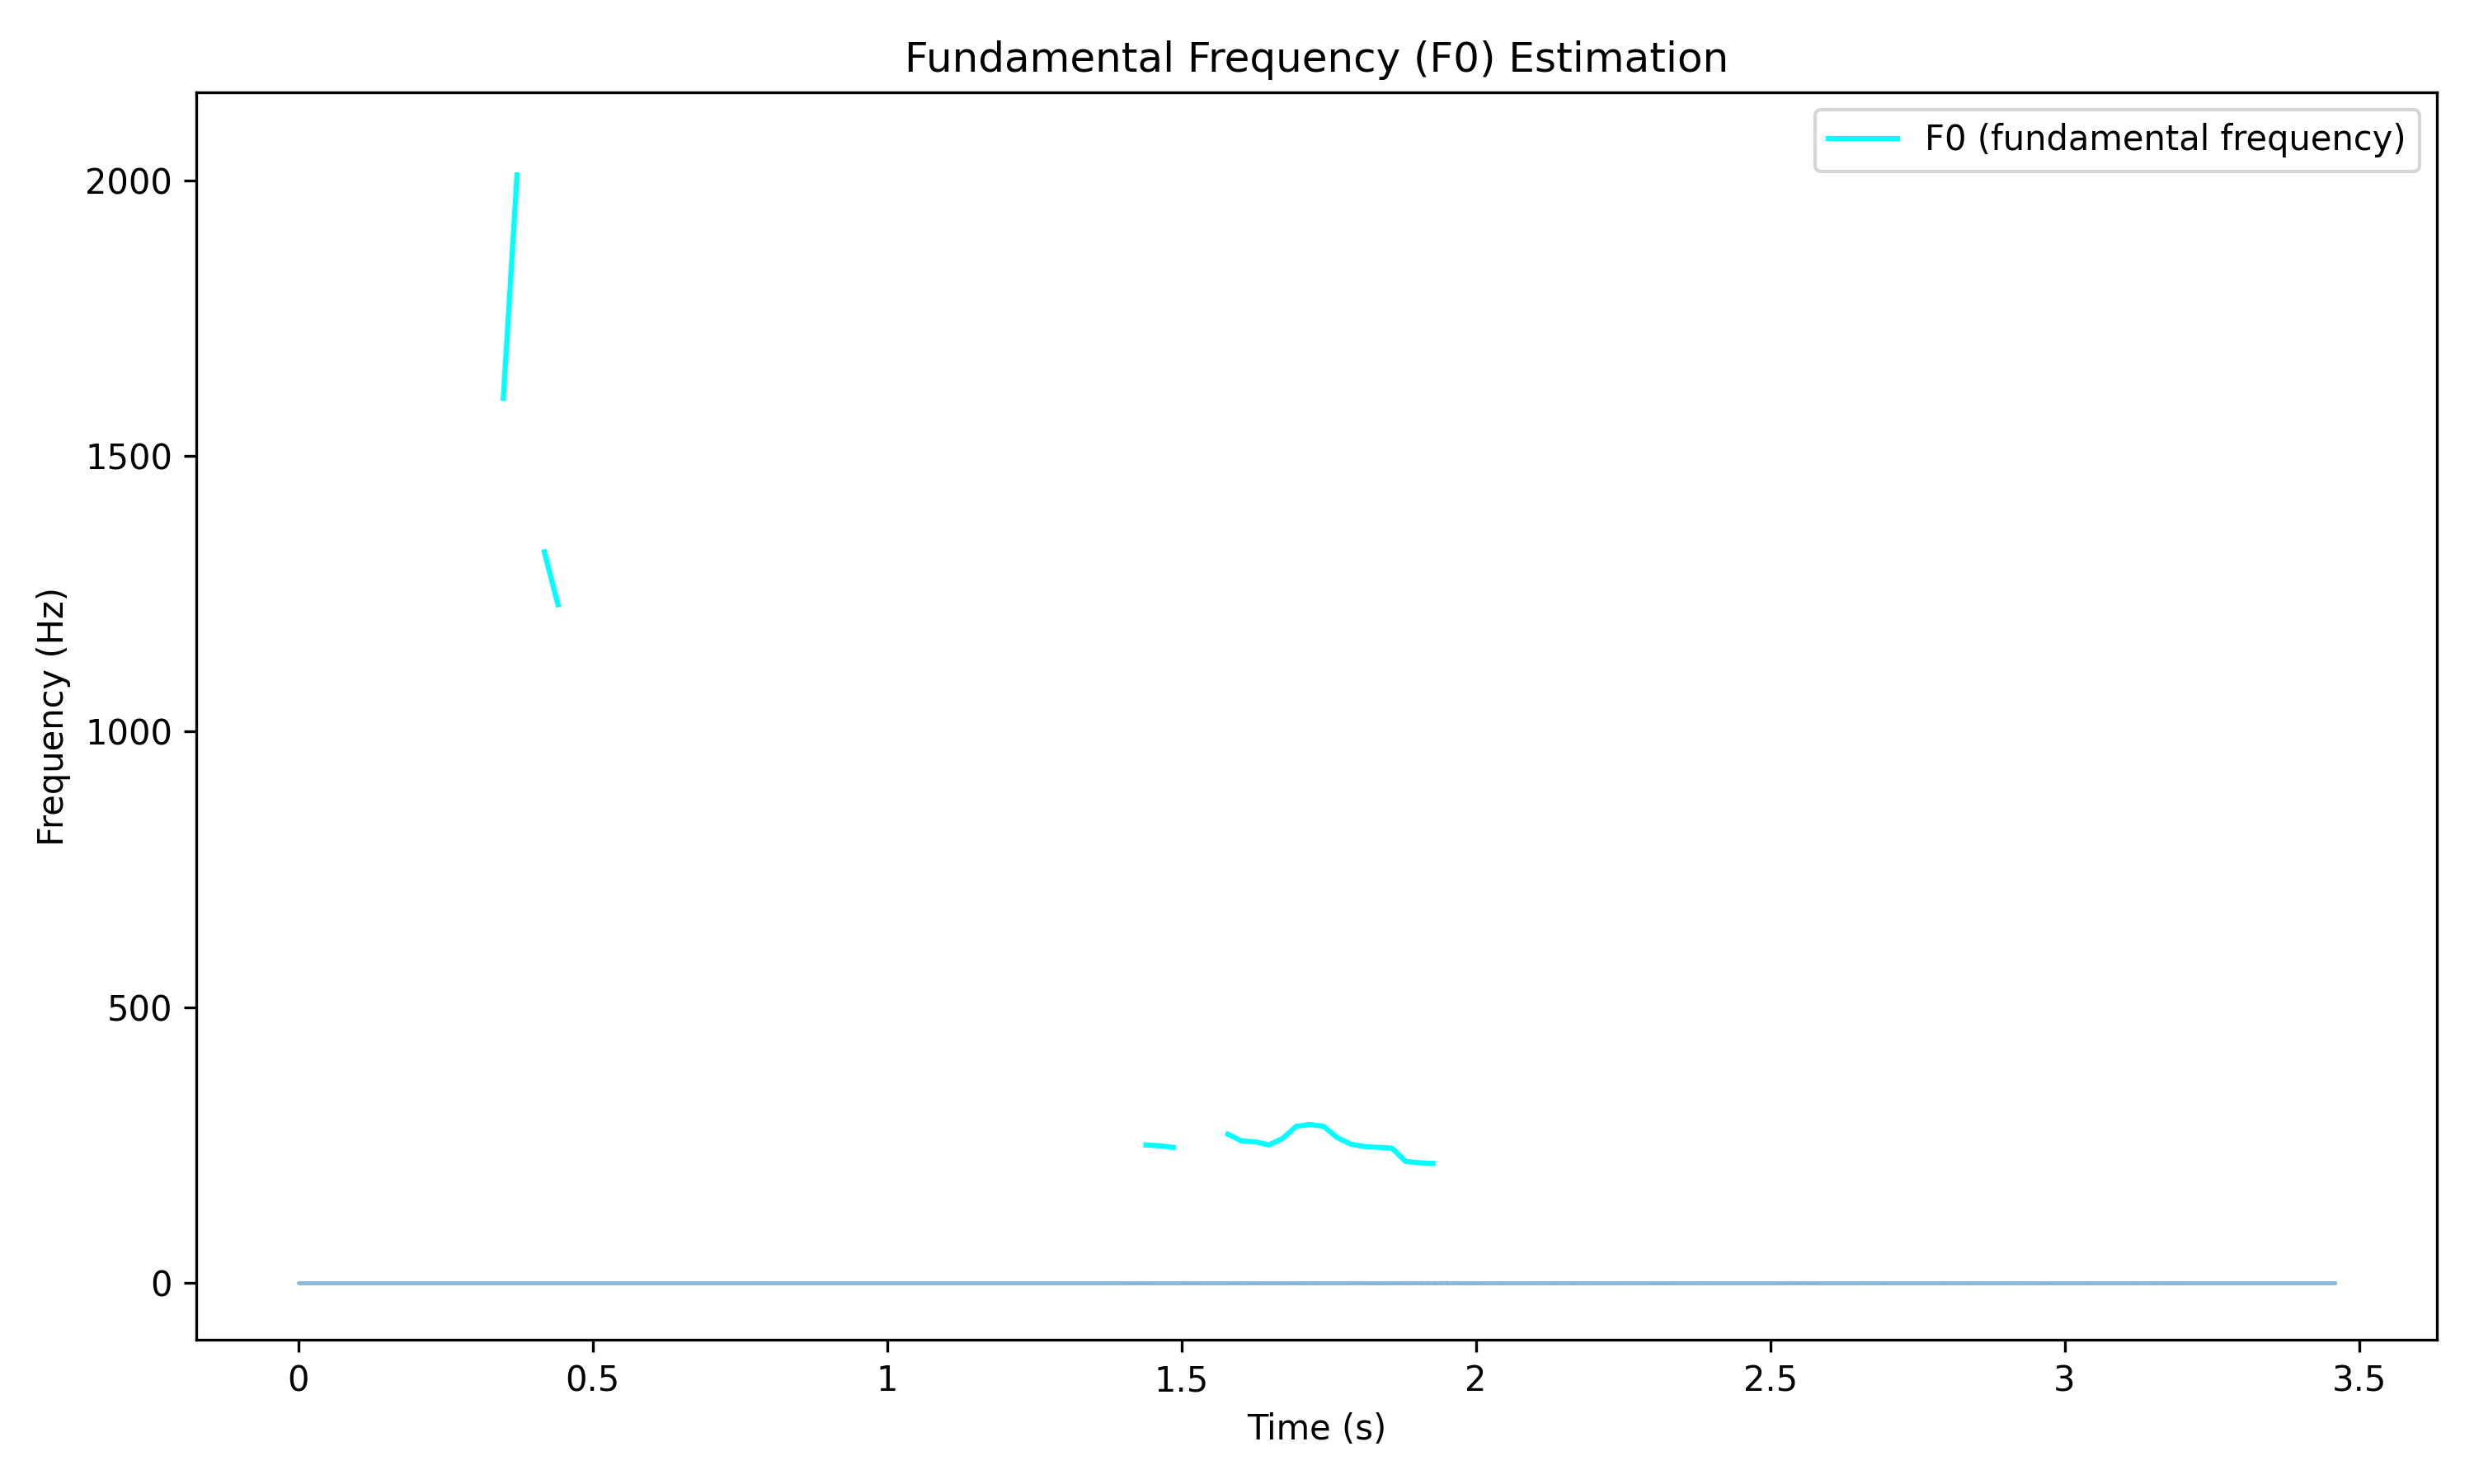 Fundamental Frequency (F0) Estimation
F0 (fundamental frequency)
2000
1500
1000
500
0
Frequency (Hz)
0 0.5 1 1.5 2 2.5 3 3.5
Time (s)